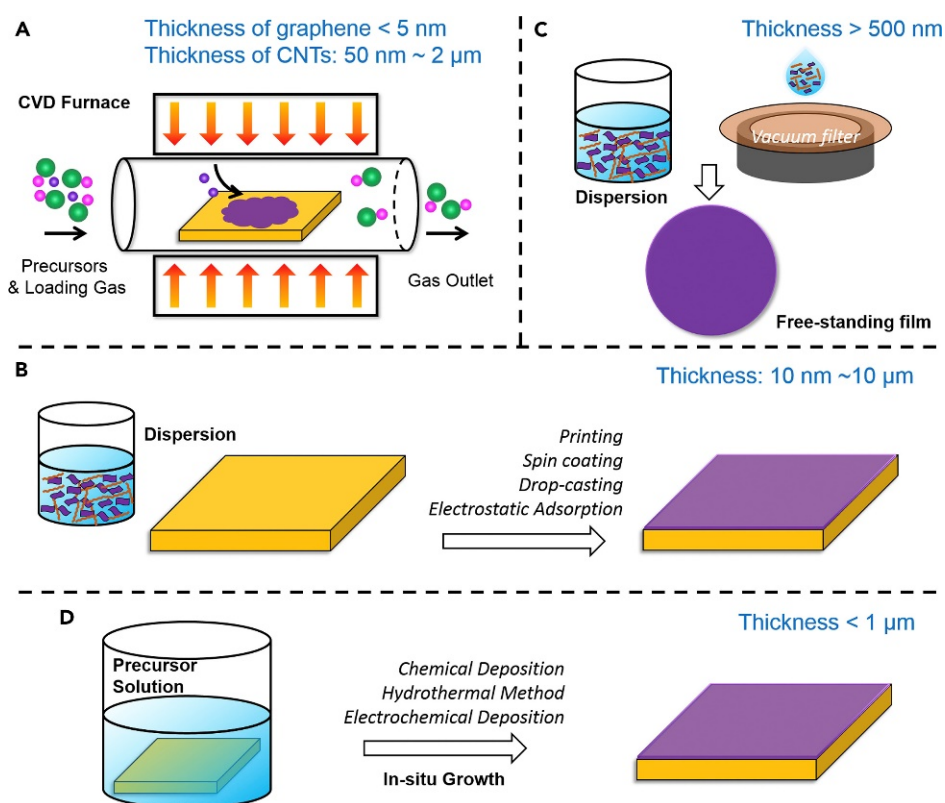 A
Thickness of graphene < 5 nm
Thickness of CNTs: 50 nm ~ 2 µm
CVD Furnace
Precursors
& Loading Gas
Gas Outlet
C
Thickness > 500 nm
Vacuum filter
Dispersion
Free-standing film
B
Thickness: 10 nm ~10 µm
Dispersion
Printing
Spin coating
Drop-casting
Electrostatic Adsorption
D
Thickness < 1 µm
Precursor
Solution
Chemical Deposition
Hydrothermal Method
Electrochemical Deposition
In-situ Growth